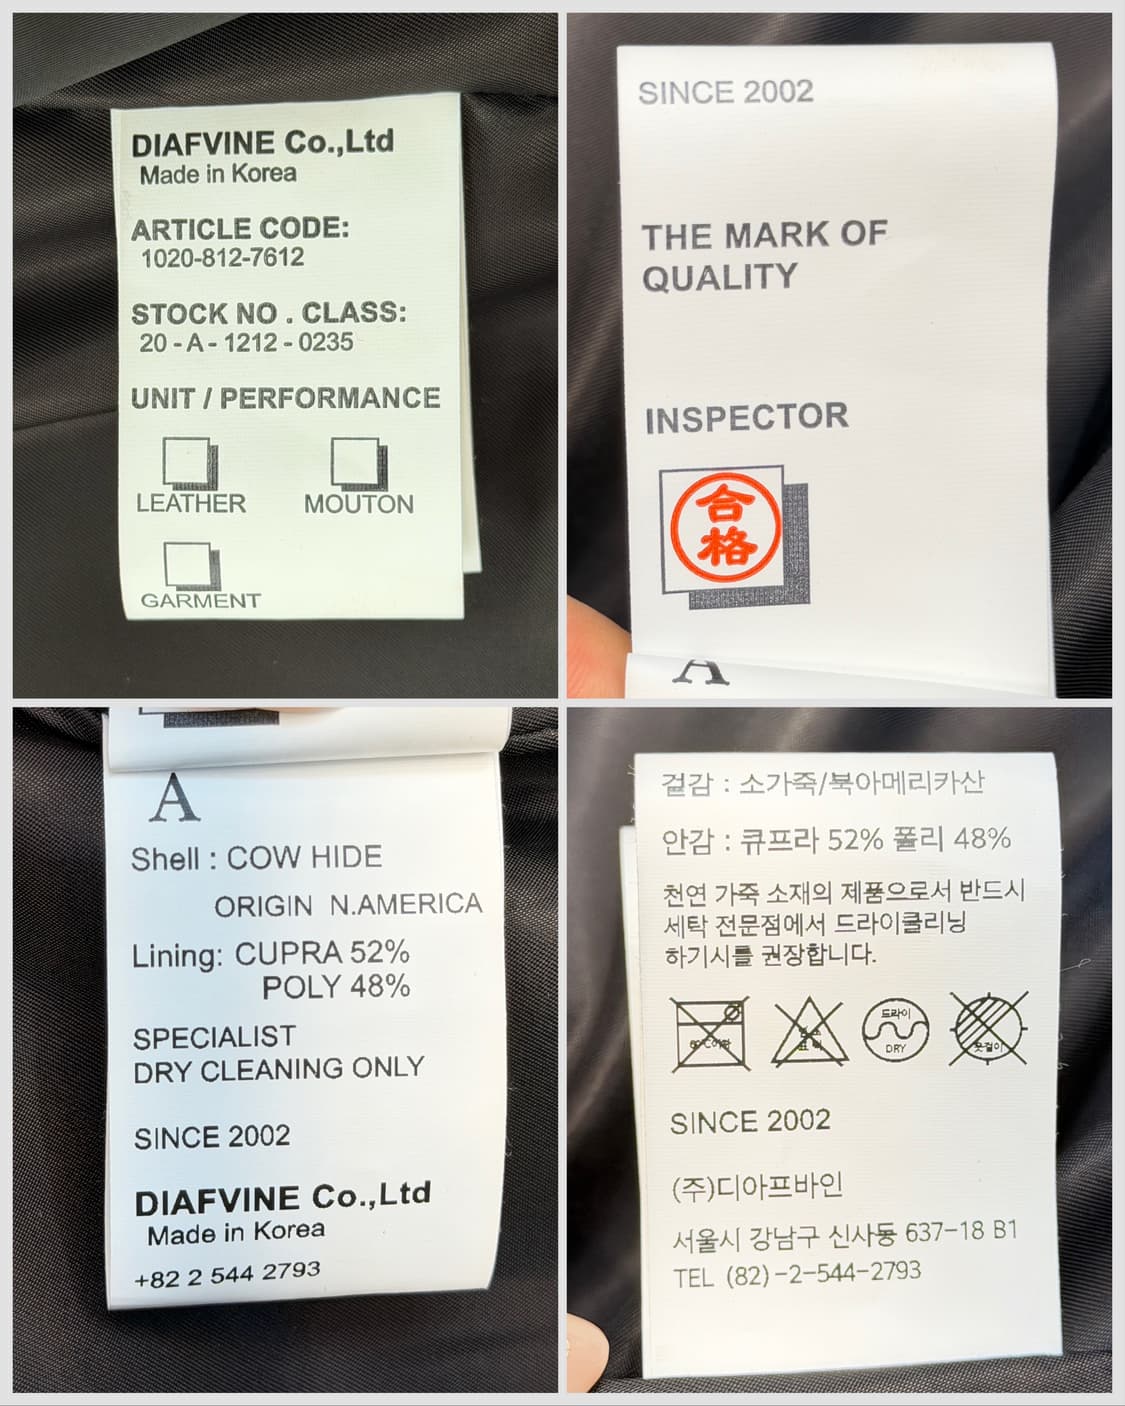 DIAFVINE Co.,Ltd
Made in Korea
ARTICLE CODE:
1020-812-7612
STOCK NO . CLASS:
20 - A - 1212 - 0235
UNIT / PERFORMANCE
LEATHER MOUTON
GARMENT
SINCE 2002
THE MARK OF
QUALITY
INSPECTOR
合
格
A
A
Shell : COW HIDE
ORIGIN N.AMERICA
Lining: CUPRA 52%
POLY 48%
SPECIALIST
DRY CLEANING ONLY
SINCE 2002
DIAFVINE Co.,Ltd
Made in Korea
+82 2 544 2793
겉감 : 소가죽/북아메리카산
안감 : 큐프라 52% 폴리 48%
천연 가죽 소재의 제품으로서 반드시
세탁 전문점에서 드라이클리닝
하기시를 권장합니다.
드라이
DRY
옷걸이
SINCE 2002
(주)디아프바인
서울시 강남구 신사동 637-18 B1
TEL (82)-2-544-2793